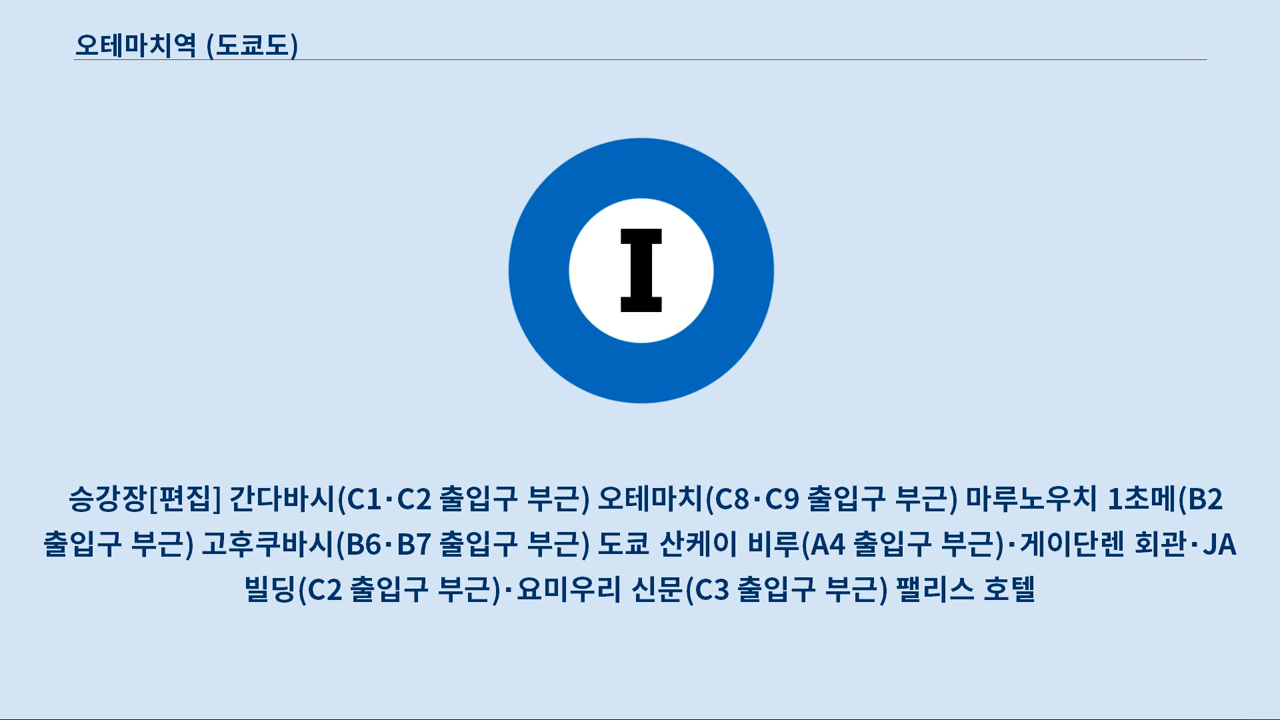 오테마치역 (도쿄도)
I
승강장[편집] 간다바시(C1·C2 출입구 부근) 오테마치(C8·C9 출입구 부근) 마루노우치 1초메(B2
출입구 부근) 고후쿠바시(B6·B7 출입구 부근) 도쿄 산케이 비루(A4 출입구 부근)·게이단렌 회관·JA
빌딩(C2 출입구 부근)·요미우리 신문(C3 출입구 부근) 팰리스 호텔